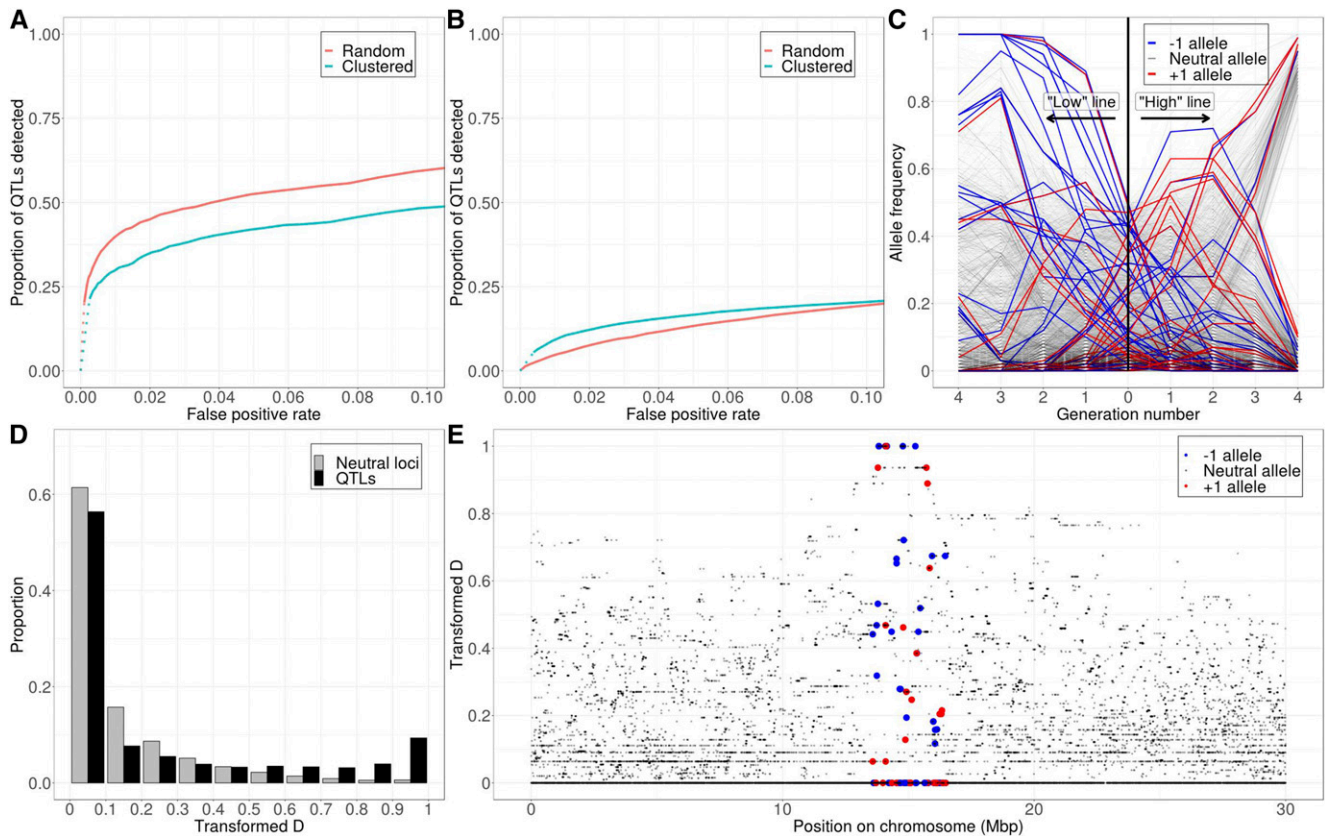 A
1.00
0.75
0.50
0.25
0.00
Proportion of QTLs detected
Random
Clustered
0.00 0.02 0.04 0.06 0.08 0.10
False positive rate
B
1.00
0.75
0.50
0.25
0.00
Proportion of QTLs detected
Random
Clustered
0.00 0.02 0.04 0.06 0.08 0.10
False positive rate
C
1
0.8
0.6
0.4
0.2
0
Allele frequency
-1 allele
Neutral allele
+1 allele
"Low" line
"High" line
4 3 2 1 0 1 2 3 4
Generation number
D
0.6
0.4
0.2
0.0
Proportion
Neutral loci
QTLs
0 0.1 0.2 0.3 0.4 0.5 0.6 0.7 0.8 0.9 1
Transformed D
E
1
0.8
0.6
0.4
0.2
0
Transformed D
-1 allele
Neutral allele
+1 allele
0 10 20 30
Position on chromosome (Mbp)